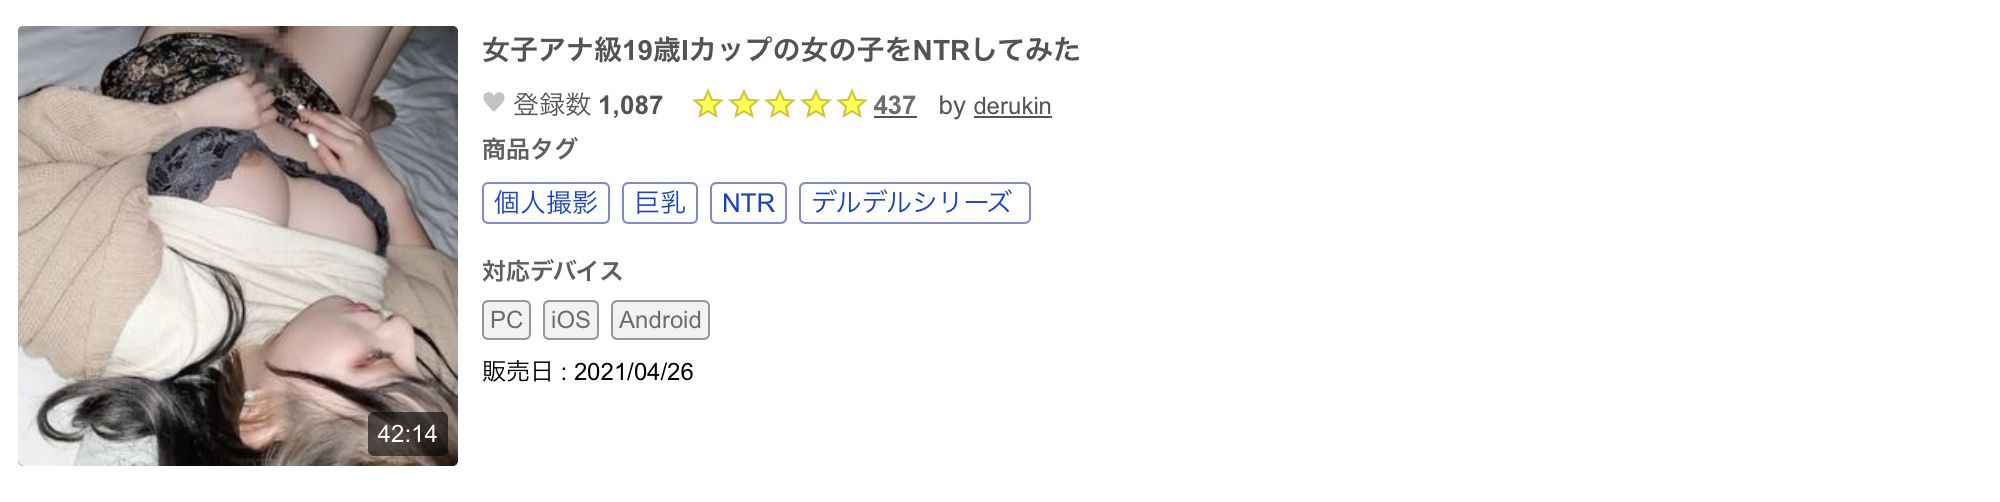 女子アナ級19歳Iカップの女の子をNTRしてみた
登録数 1,087 437 by derukin
商品タグ
個人撮影 巨乳 NTR デルデルシリーズ
対応デバイス
PC iOS Android
販売日 : 2021/04/26
42:14